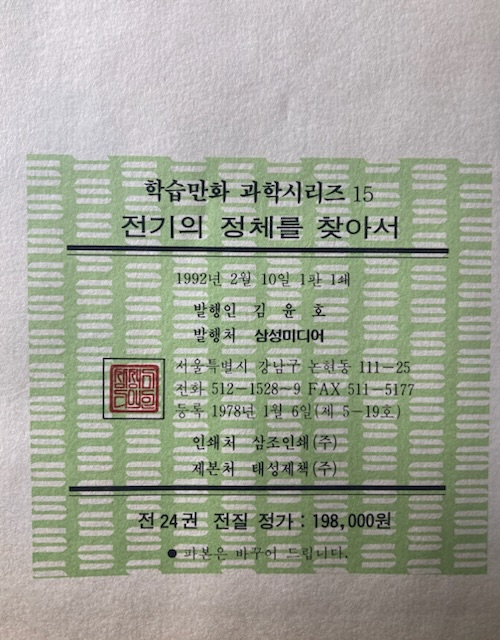 학습만화 과학시리즈 15
전기의 정체를 찾아서
1992년 2월 10일 1판 1쇄
발행인 김 윤 호
발행처 삼성미디어
서울특별시 강남구 논현동 111-25
전화 512-1528~9 FAX 511-5177
등록 1978년 1월 6일(제 5-19호)
인쇄처 삼조인쇄(주)
제본처 태성제책(주)
전 24권 전질 정가 : 198,000원
● 파본은 바꾸어 드립니다.